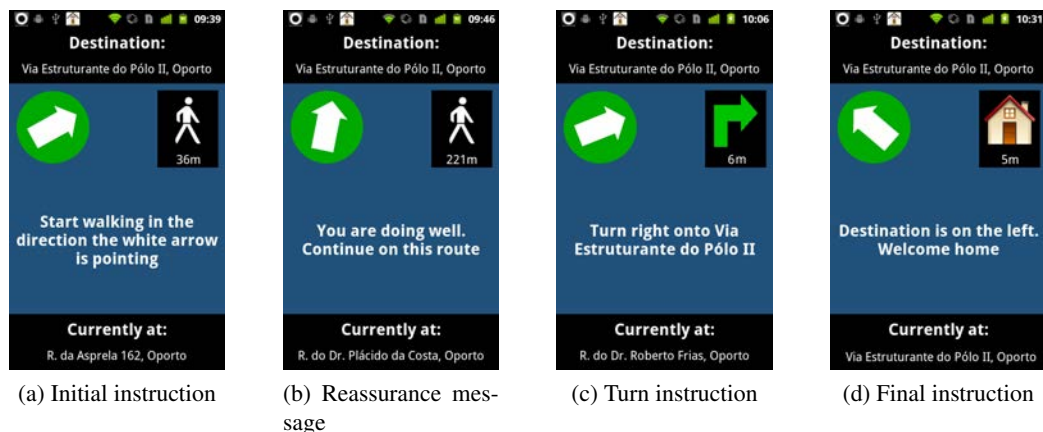 09:39
Destination:
Via Estruturante do Pólo II, Oporto
36m
Start walking in the
direction the white arrow
is pointing
Currently at:
R. da Asprela 162, Oporto
(a) Initial instruction
09:46
Destination:
Via Estruturante do Pólo II, Oporto
221m
You are doing well.
Continue on this route
Currently at:
R. do Dr. Plácido da Costa, Oporto
(b) Reassurance mes-
sage
10:06
Destination:
Via Estruturante do Pólo II, Oporto
6m
Turn right onto Via
Estruturante do Pólo II
Currently at:
R. do Dr. Roberto Frias, Oporto
(c) Turn instruction
10:31
Destination:
Via Estruturante do Pólo II, Oporto
5m
Destination is on the left.
Welcome home
Currently at:
Via Estruturante do Pólo II, Oporto
(d) Final instruction